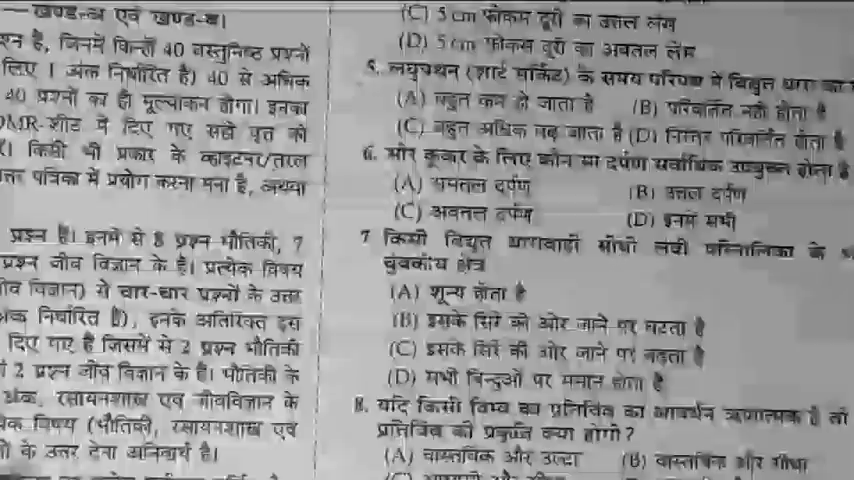 खण्ड-अ एवं खण्ड-ब।
प्रश्न है, जिनमें किन्हीं 40 वस्तुनिष्ठ प्रश्नों
लिए 1 अंक निर्धारित है) 40 से अधिक
40 प्रश्नों का ही मूल्यांकन होगा। इनका
OMR-शीट में दिए गए सही वृत को
किसी भी प्रकार के व्हाइटनर/तरल
पत्रिका में प्रयोग करना मना है, अथवा
प्रश्न हैं। इनमें से 8 प्रश्न भौतिकी, 7
प्रश्न जीव विज्ञान के हैं। प्रत्येक विषय
विज्ञान) से चार-चार प्रश्नों के उत्तर
निर्धारित है), इनके अतिरिक्त इस
दिए गए हैं जिसमें से 2 प्रश्न भौतिकी
2 प्रश्न जीव विज्ञान के हैं। भौतिकी के
अंक, रसायनशास्त्र एवं जीवविज्ञान के
विषय (भौतिकी, रसायनशास्त्र एवं
के उत्तर देना अनिवार्य है।
(C) 5 cm फोकस दूरी का उत्तल लेंस
(D) 5 cm फोकस दूरी का अवतल लेंस
5. लघुपथन (शार्ट सर्किट) के समय परिपथ में विद्युत धारा का
(A) बहुत कम हो जाता है (B) परिवर्तित नहीं होता है
(C) बहुत अधिक बढ़ जाता है (D) निरंतर परिवर्तित होता है
6. सौर कूकर के लिए कौन सा दर्पण सर्वाधिक उपयुक्त होता है
(A) समतल दर्पण (B) उत्तल दर्पण
(C) अवतल दर्पण (D) इनमें सभी
7 किसी विद्युत धारावाही सीधी लंबी परिनालिका के
चुंबकीय क्षेत्र
(A) शून्य होता है
(B) इसके सिरे की ओर जाने पर घटता है
(C) इसके सिरे की ओर जाने पर बढ़ता है
(D) सभी बिन्दुओं पर समान होता है
8. यदि किसी बिम्ब का प्रतिबिंब का आवर्धन ऋणात्मक है तो
प्रतिबिंब की प्रकृति क्या होगी ?
(A) वास्तविक और उल्टा (B) वास्तविक और सीधा